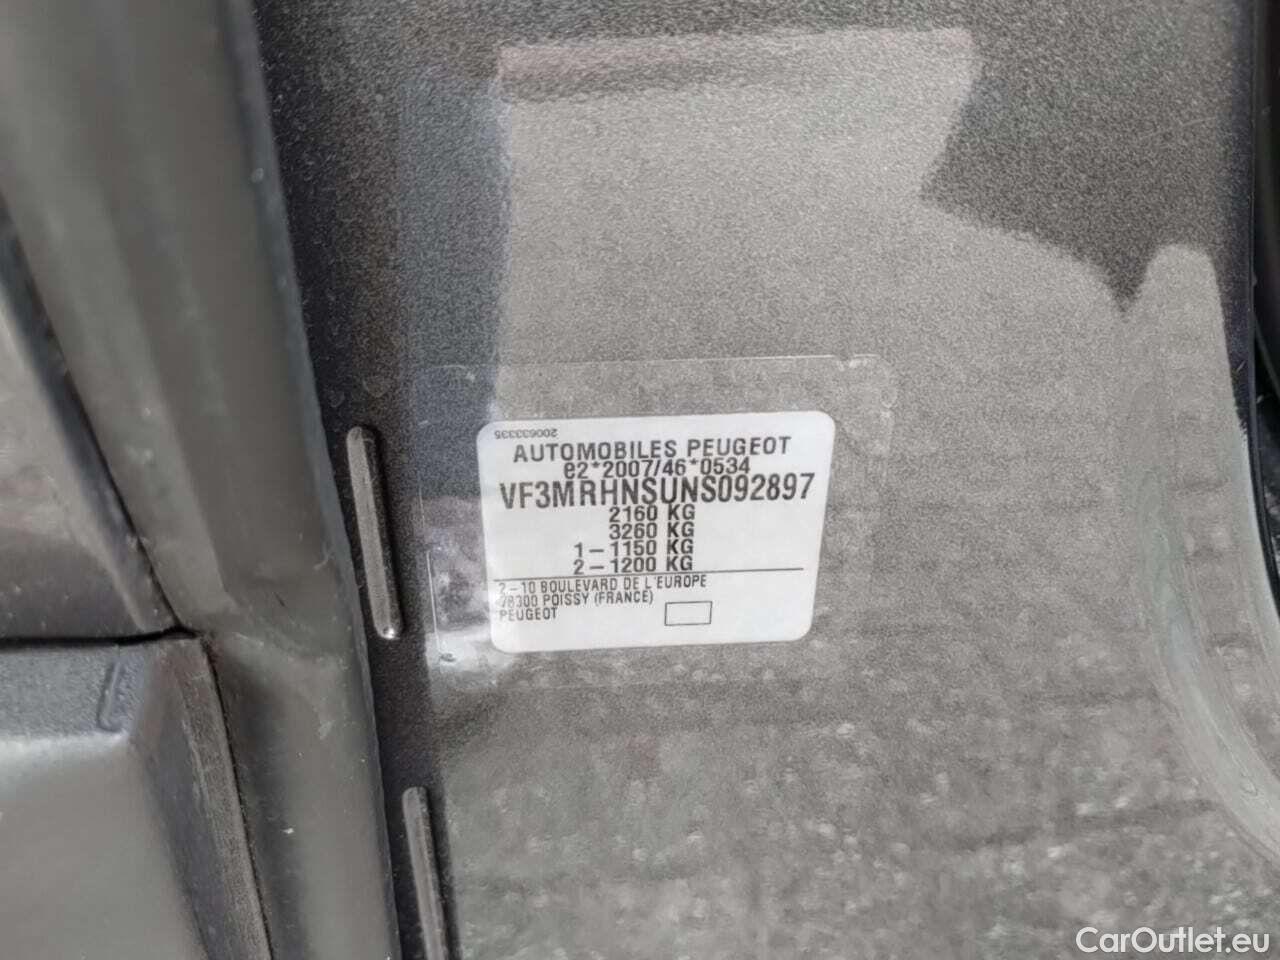 200633335
AUTOMOBILES PEUGEOT
e2*2007/46*0534
VF3MRHNSUNS092897
2160 KG
3260 KG
1-1150 KG
2-1200 KG
2-10 BOULEVARD DE L'EUROPE
78300 POISSY (FRANCE)
PEUGEOT
CarOutlet.eu